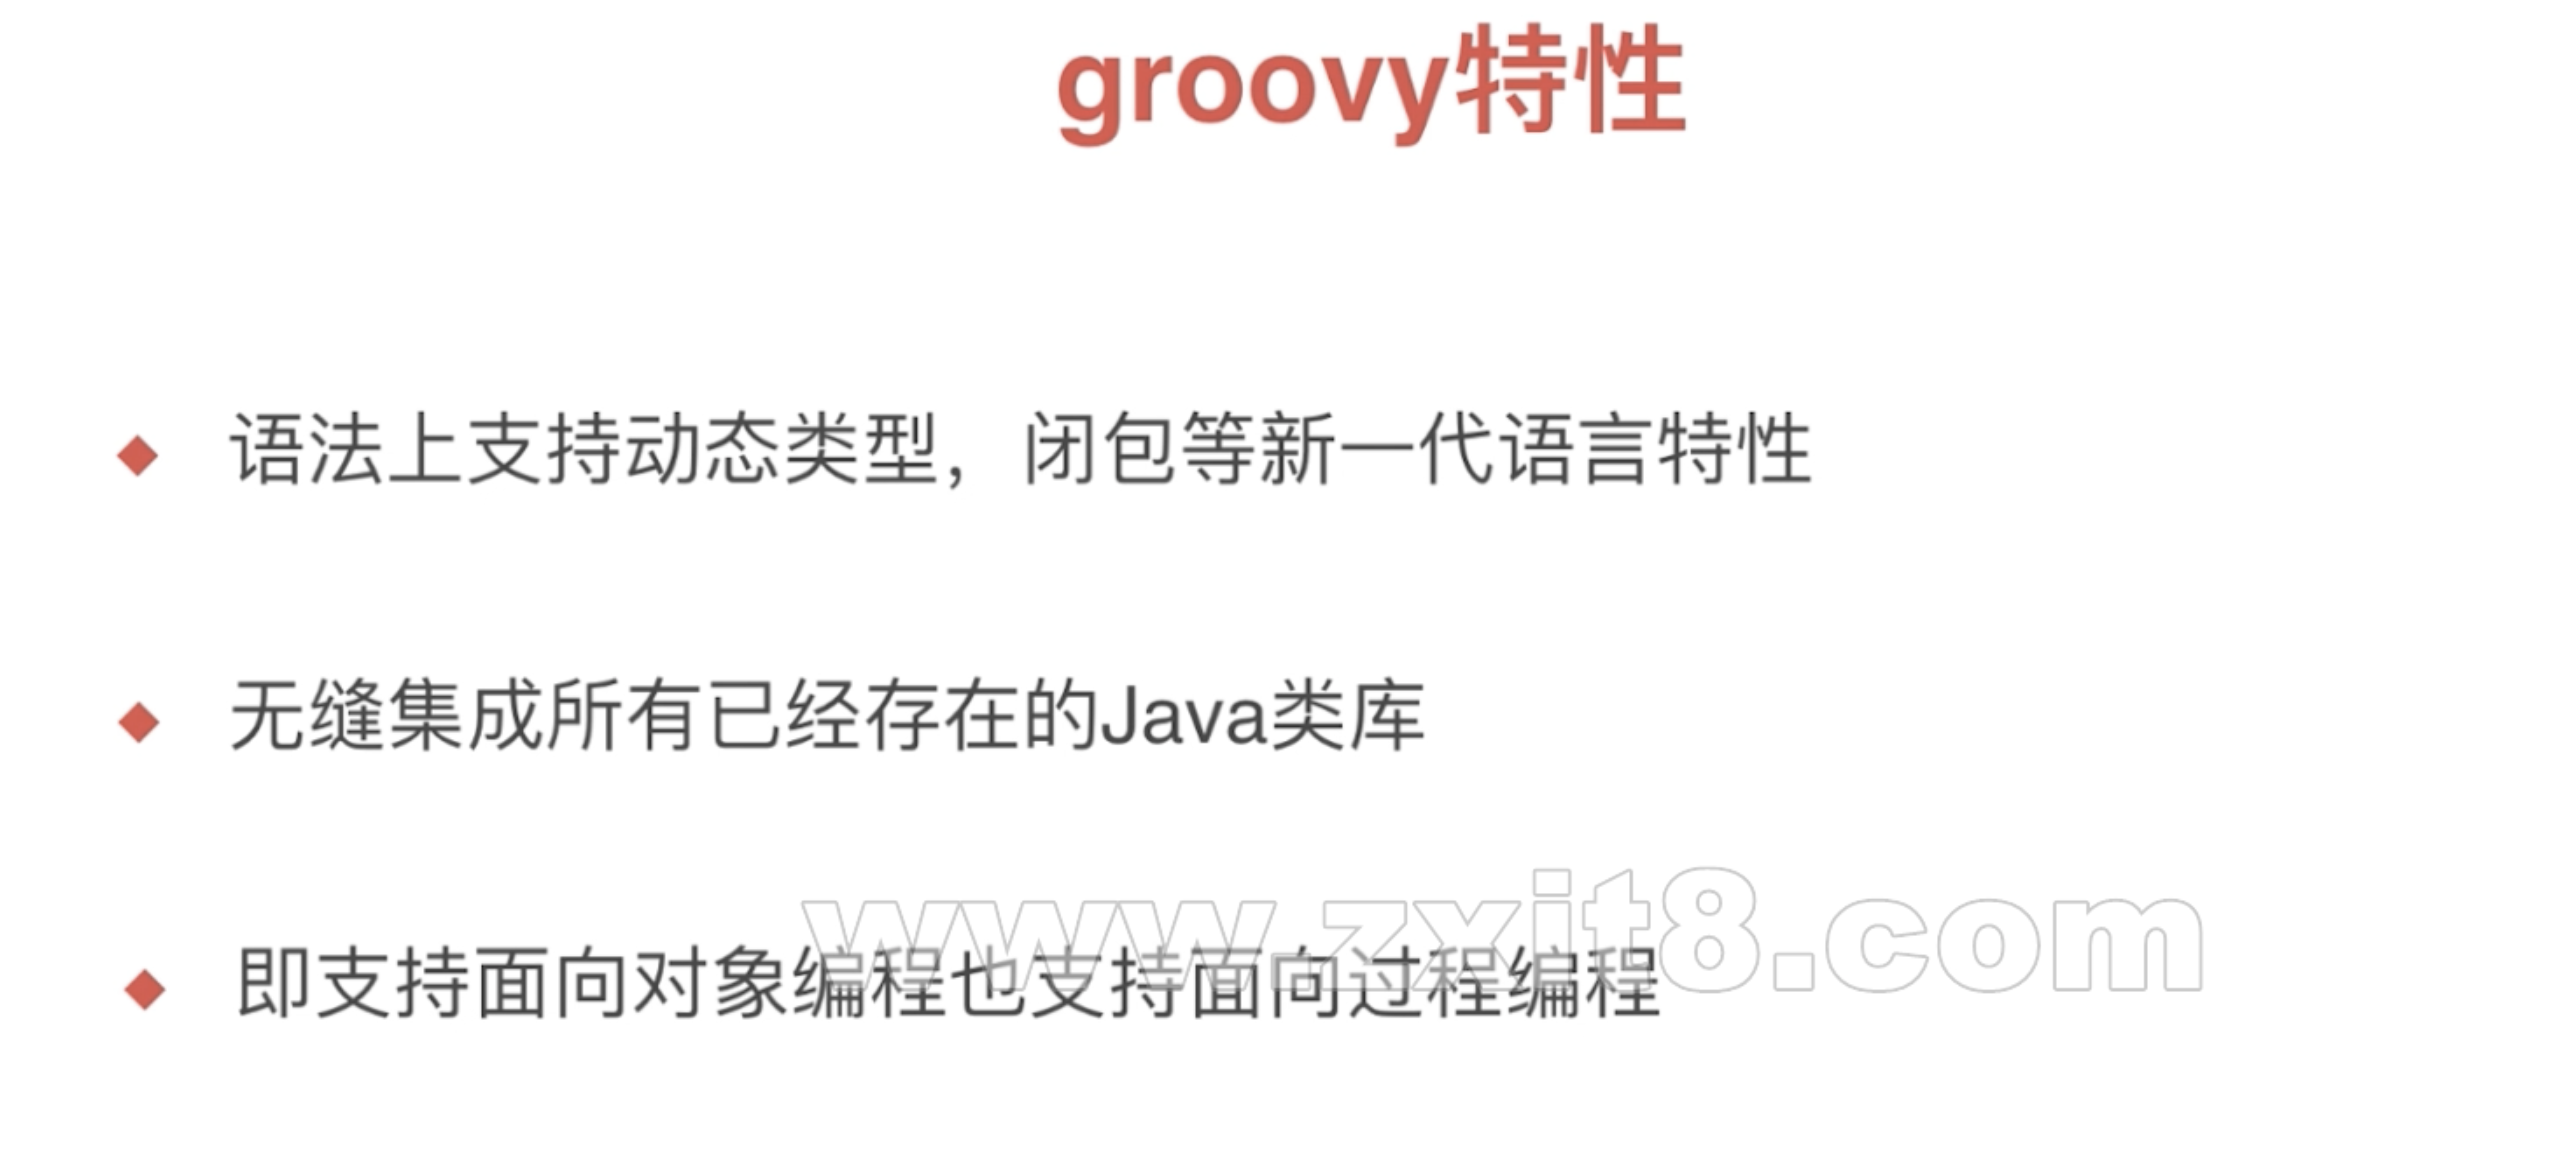 groovy特性
语法上支持动态类型，闭包等新一代语言特性
无缝集成所有已经存在的Java类库
www.zxit8.com
即支持面向对象编程也支持面向过程编程